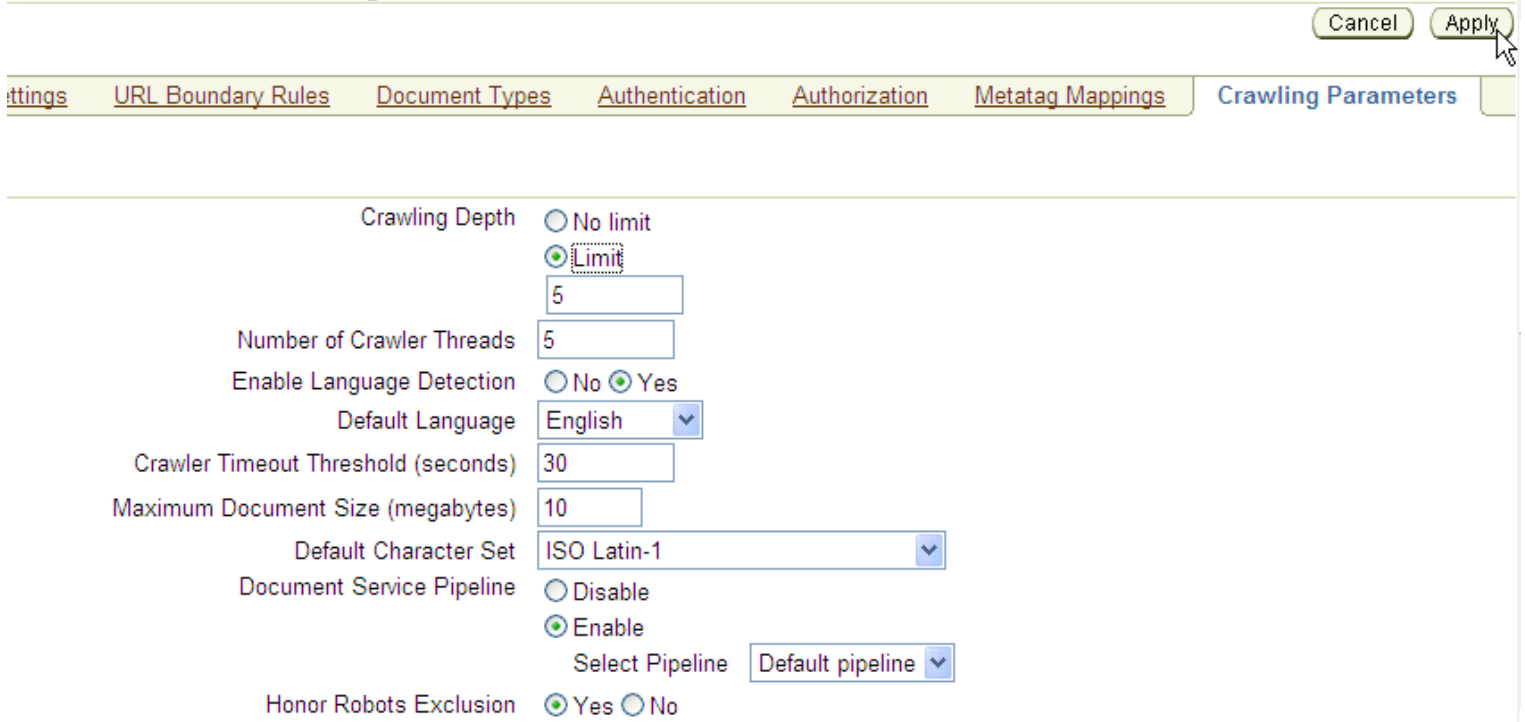 Cancel Apply
ettings URL Boundary Rules Document Types Authentication Authorization Metatag Mappings Crawling Parameters
Crawling Depth No limit
Limit
5
Number of Crawler Threads 5
Enable Language Detection No Yes
Default Language English
Crawler Timeout Threshold (seconds) 30
Maximum Document Size (megabytes) 10
Default Character Set ISO Latin-1
Document Service Pipeline Disable
Enable
Select Pipeline Default pipeline
Honor Robots Exclusion Yes No